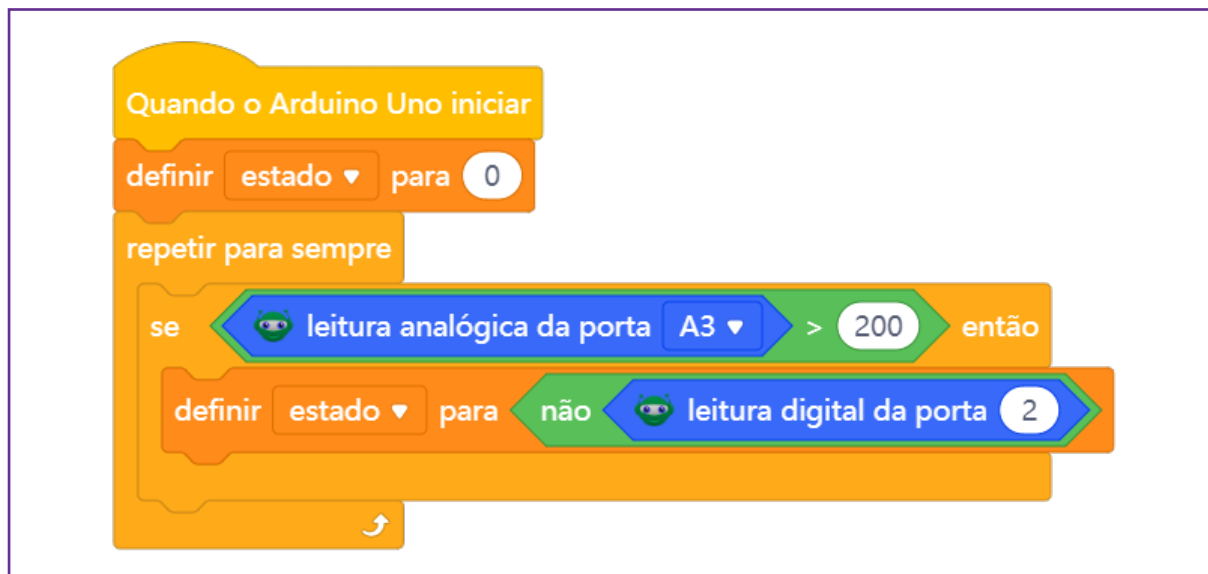 Quando o Arduino Uno iniciar
definir estado para 0
repetir para sempre
se leitura analógica da porta A3 > 200 então
definir estado para não leitura digital da porta 2